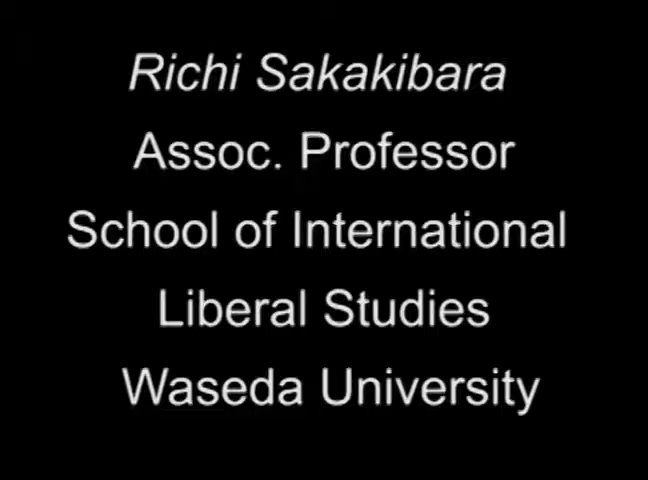 Richi Sakakibara
Assoc. Professor
School of International
Liberal Studies
Waseda University